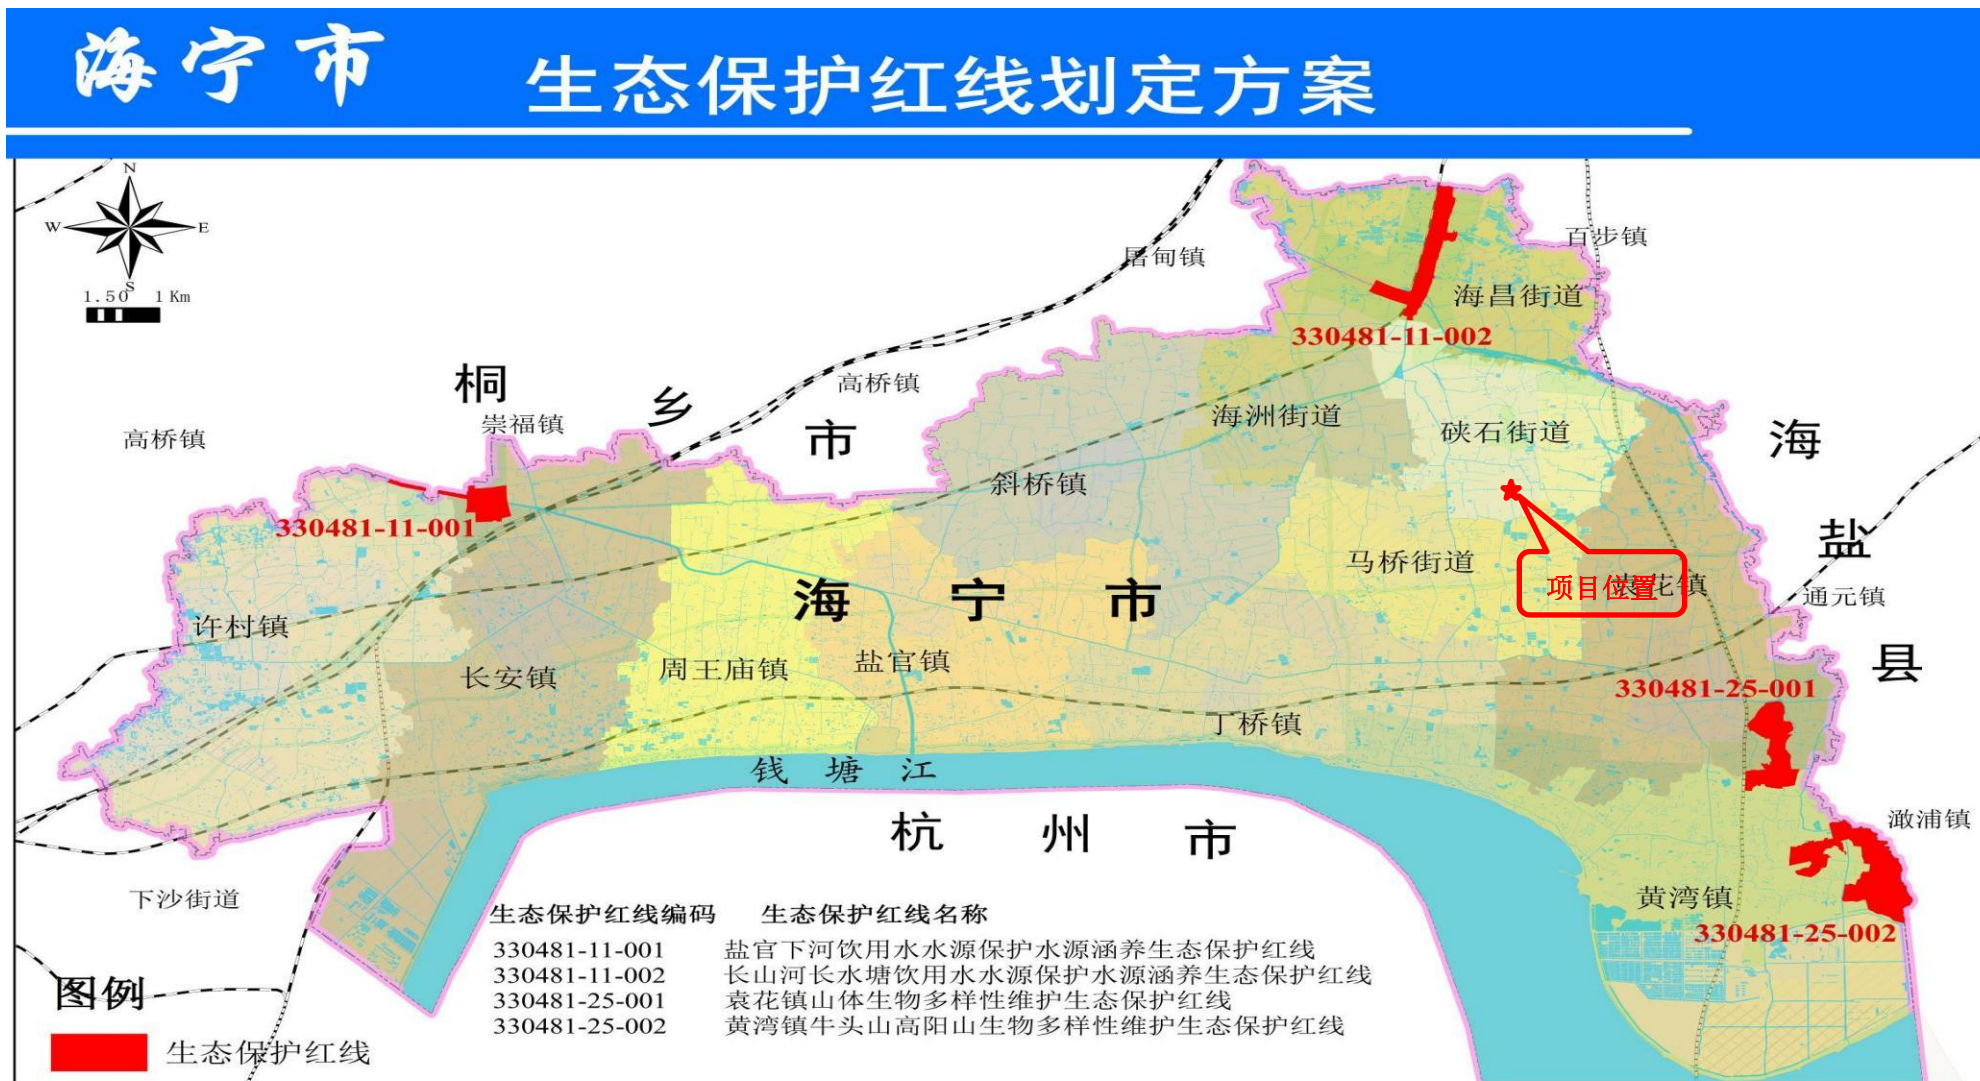 海宁市
生态保护红线划定方案
N
W
E
S
1.50 1 Km
屠甸镇
百步镇
海昌街道
330481-11-002
桐乡市
高桥镇
崇福镇
高桥镇
海洲街道
硖石街道
海盐县
斜桥镇
330481-11-001
马桥街道
项目位置
袁花镇
海宁市
通元镇
许村镇
长安镇
周王庙镇
盐官镇
330481-25-001
丁桥镇
钱塘江
杭州市
澉浦镇
下沙街道
黄湾镇
330481-25-002
生态保护红线编码 生态保护红线名称
330481-11-001 盐官下河饮用水水源保护水源涵养生态保护红线
330481-11-002 长山河长水塘饮用水水源保护水源涵养生态保护红线
330481-25-001 袁花镇山体生物多样性维护生态保护红线
330481-25-002 黄湾镇牛头山高阳山生物多样性维护生态保护红线
图例
生态保护红线